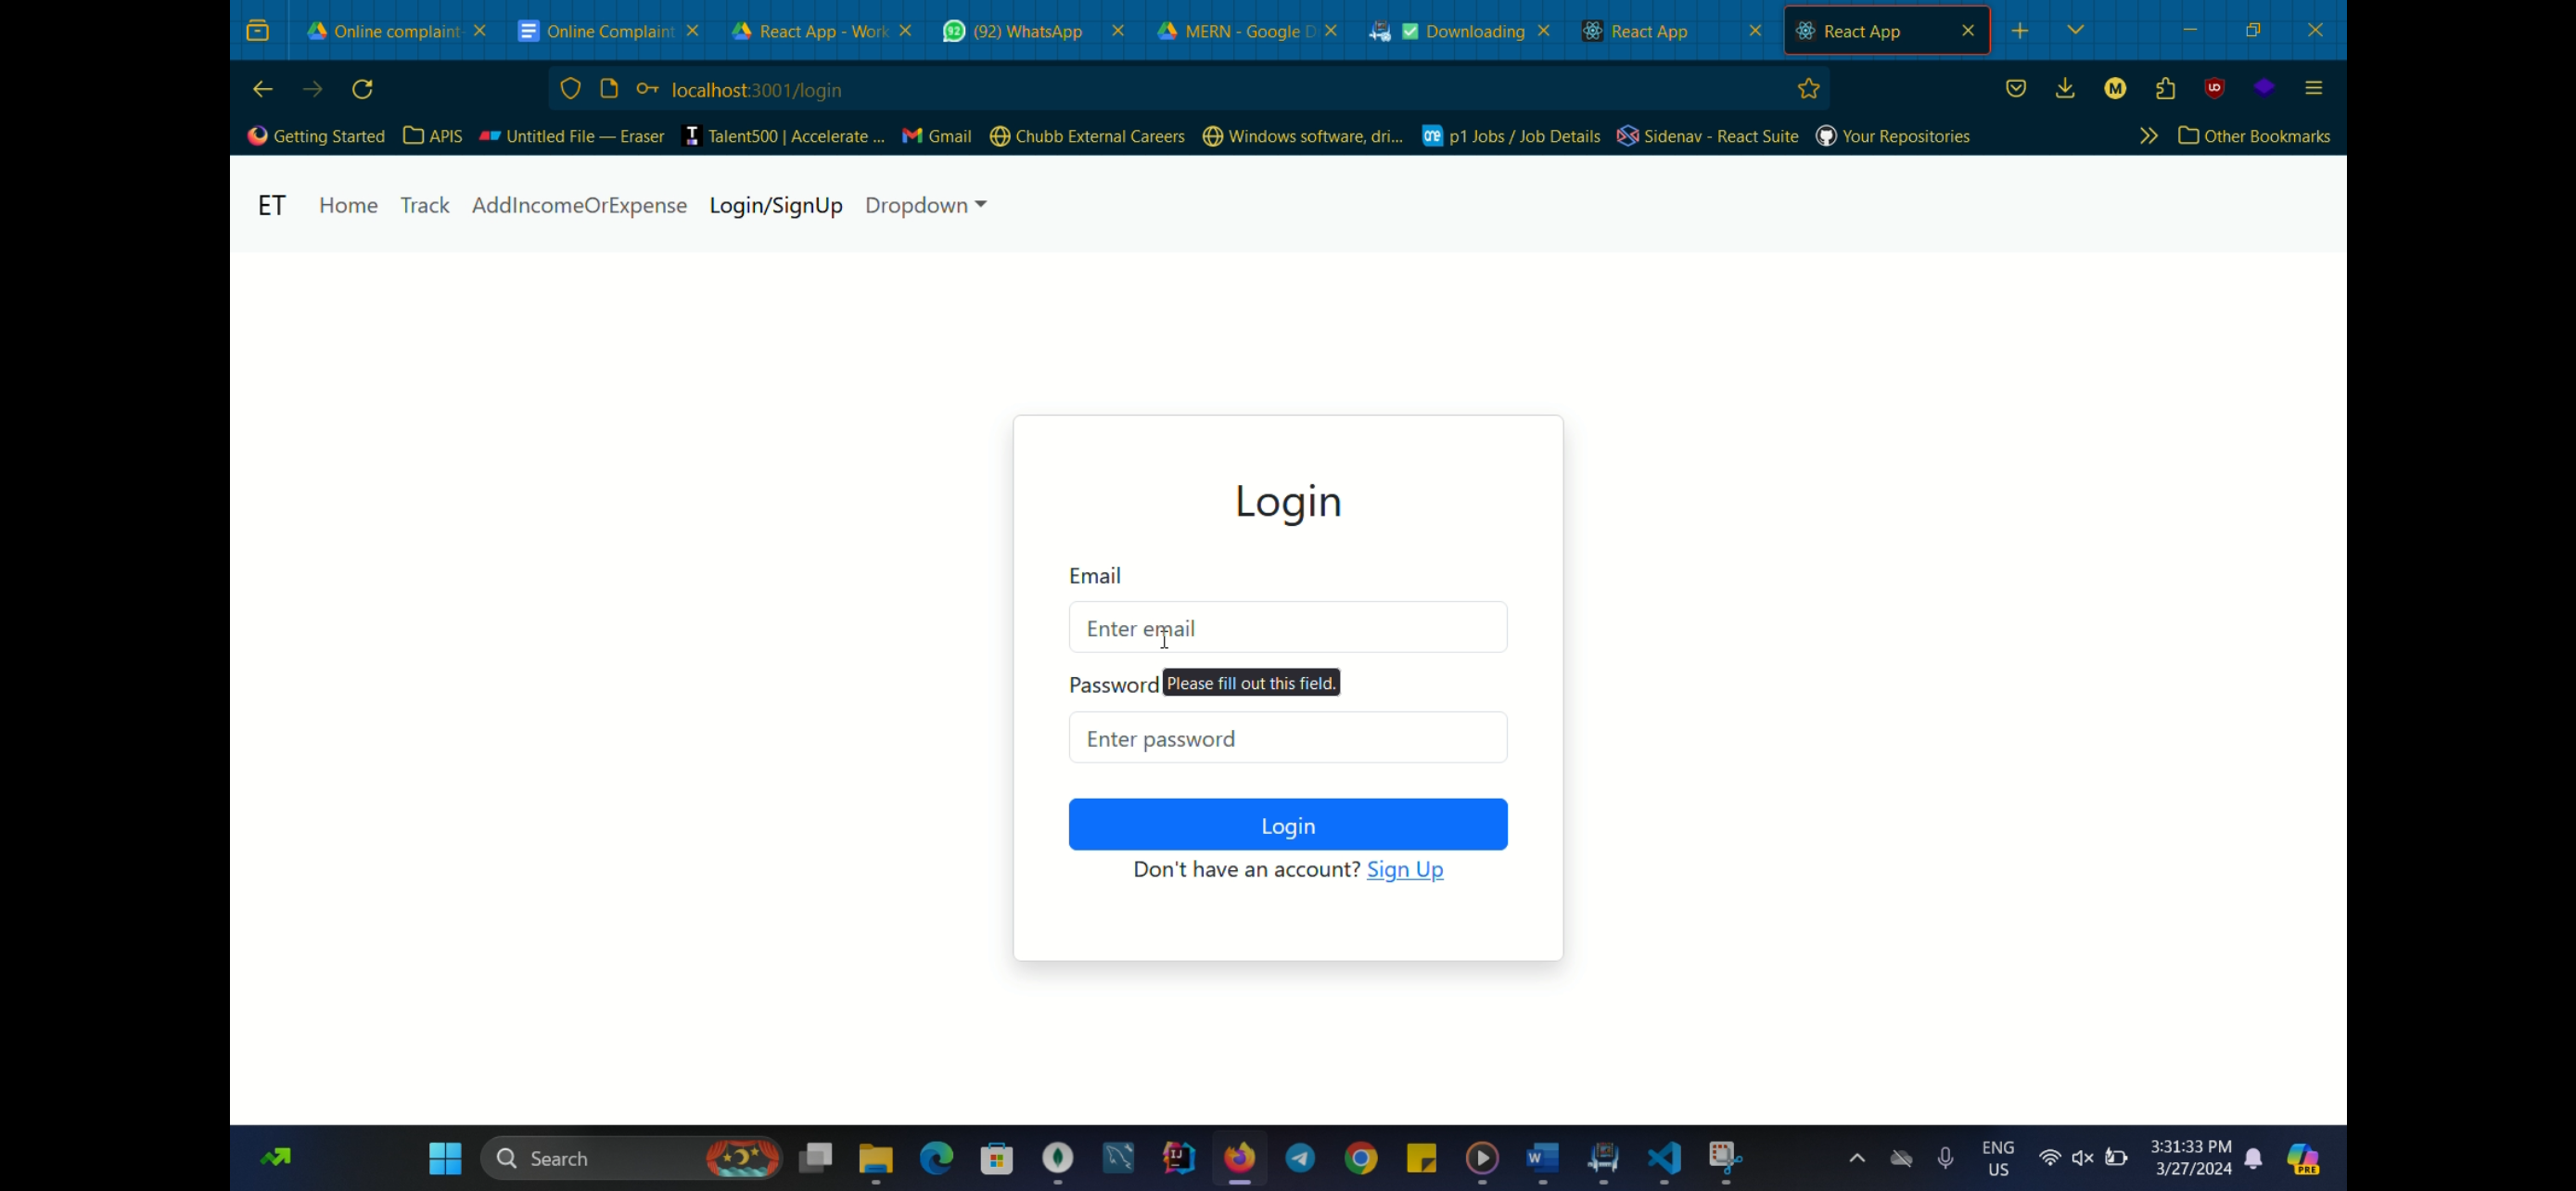 Online complaint-
Online Complaint
React App - Work
(92) WhatsApp
MERN - Google D
Downloading
React App
React App
localhost:3001/login
Getting Started
APIS
Untitled File — Eraser
Talent500 | Accelerate ...
Gmail
Chubb External Careers
Windows software, dri...
p1 Jobs / Job Details
Sidenav - React Suite
Your Repositories
Other Bookmarks
ET
Home
Track
AddIncomeOrExpense
Login/SignUp
Dropdown
Login
Email
Enter email
Password
Please fill out this field.
Enter password
Login
Don't have an account? Sign Up
Search
ENG
US
3:31:33 PM
3/27/2024
PRE